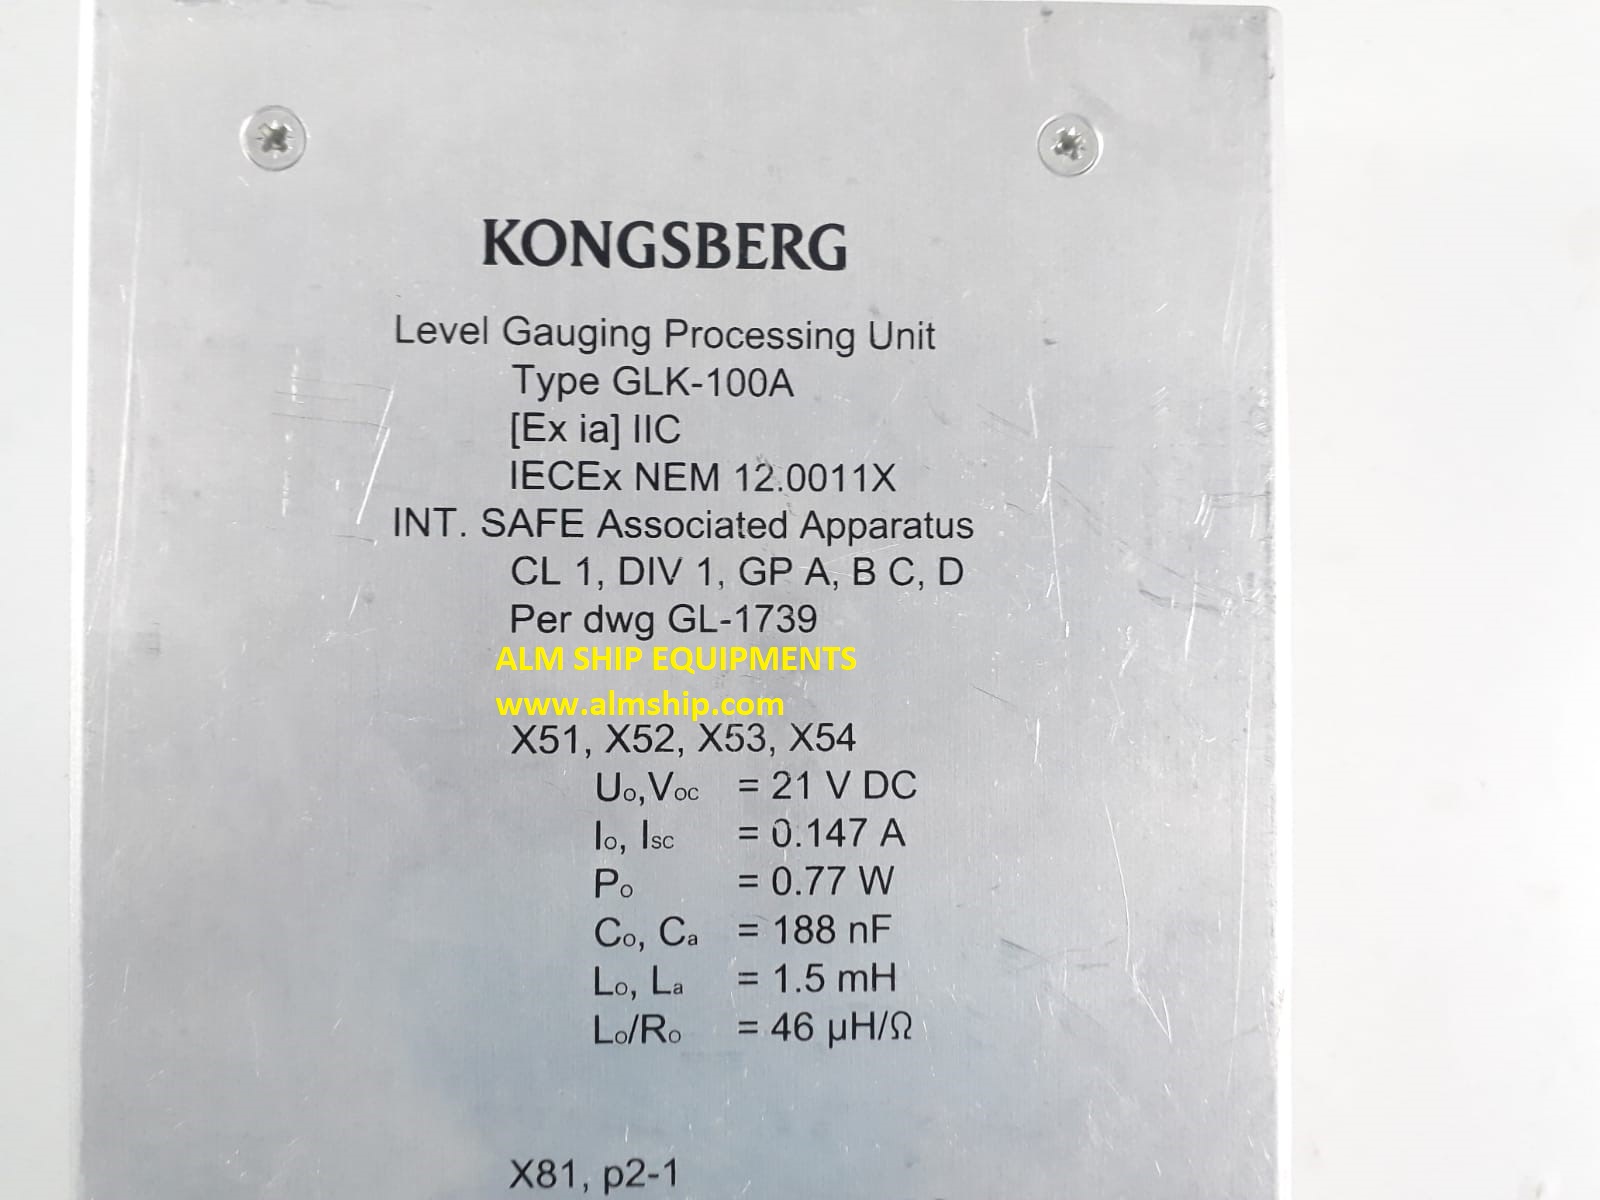 KONGSBERG
Level Gauging Processing Unit
Type GLK-100A
[Ex ia] IIC
IECEx NEM 12.0011X
INT. SAFE Associated Apparatus
CL 1, DIV 1, GP A, B C, D
Per dwg GL-1739
ALM SHIP EQUIPMENTS
www.almship.com
X51, X52, X53, X54
Uo,Voc = 21 V DC
Io, Isc = 0.147 A
Po = 0.77 W
Co, Ca = 188 nF
Lo, La = 1.5 mH
Lo/Ro = 46 µH/Ω
X81, p2-1